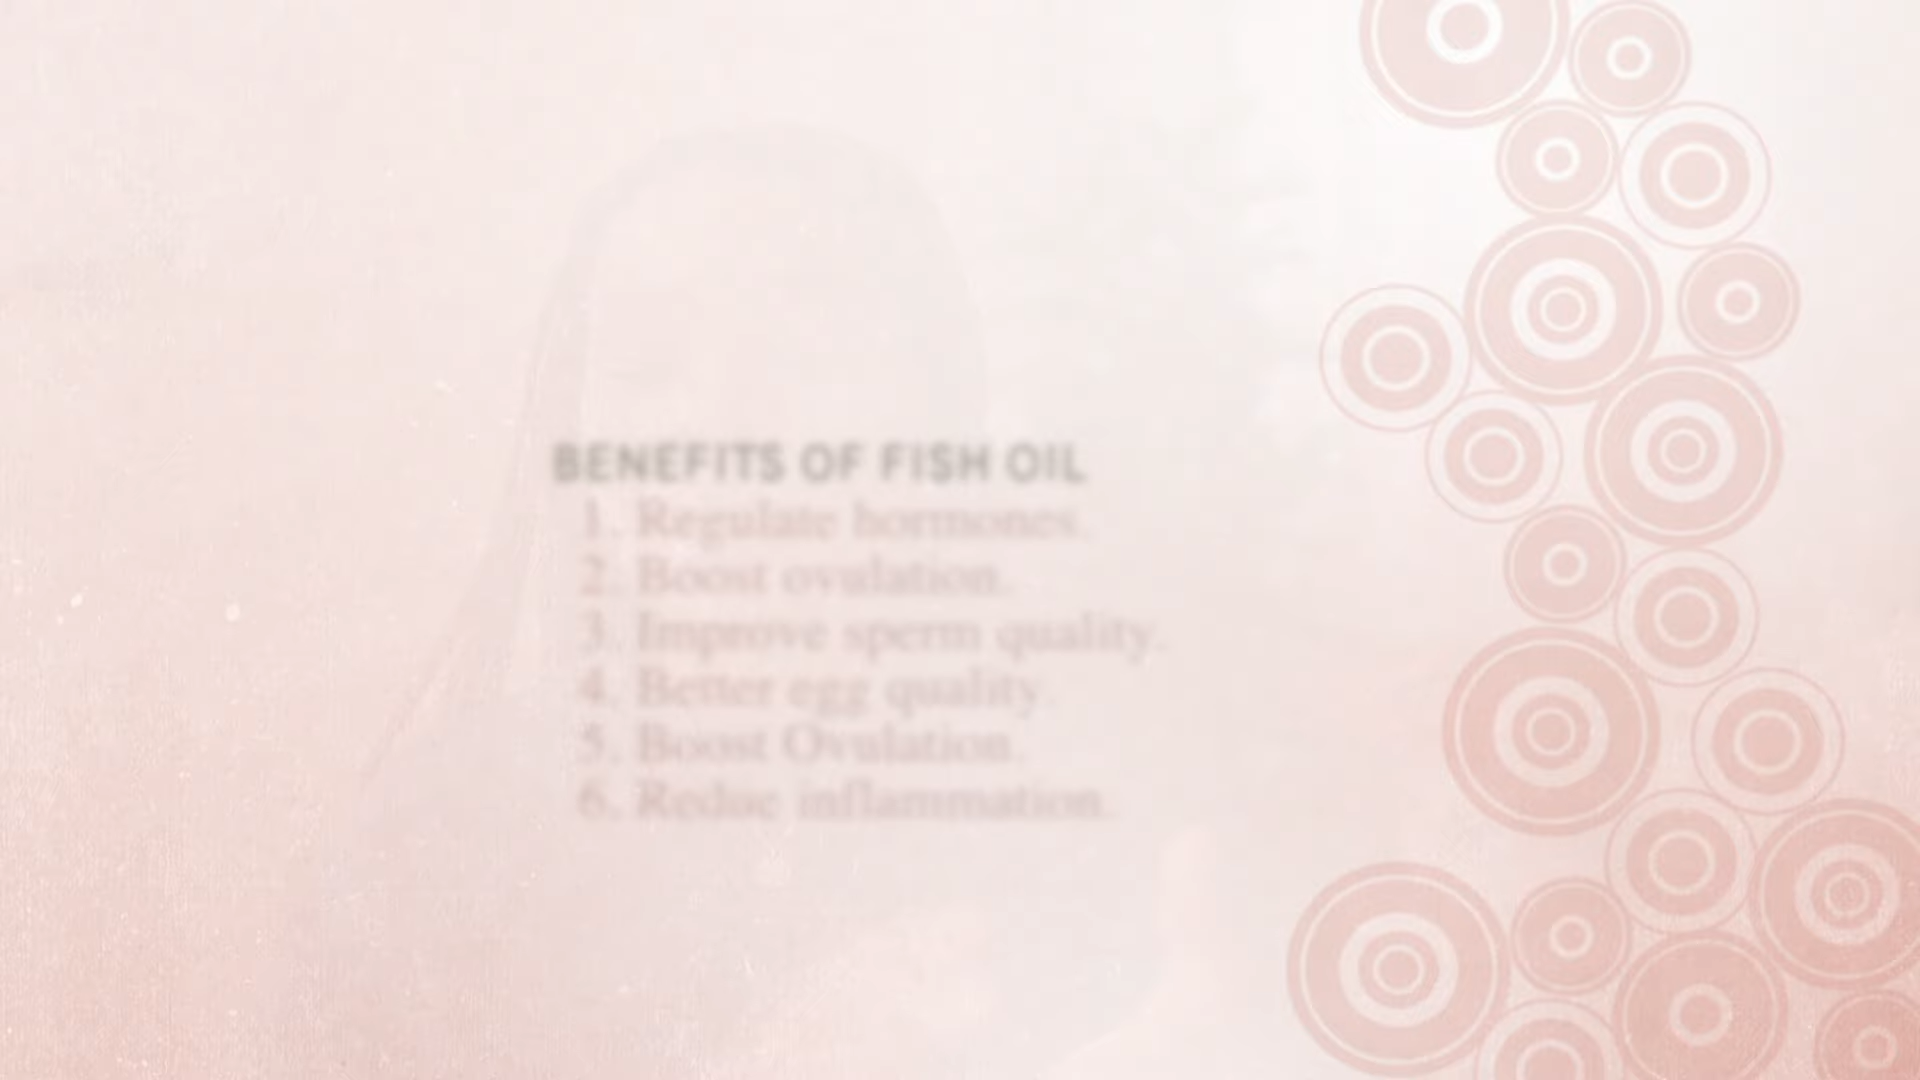 BENEFITS OF FISH OIL
1. Regulate hormones.
2. Boost ovulation.
3. Improve sperm quality.
4. Better egg quality.
5. Boost Ovulation.
6. Reduc inflammation.